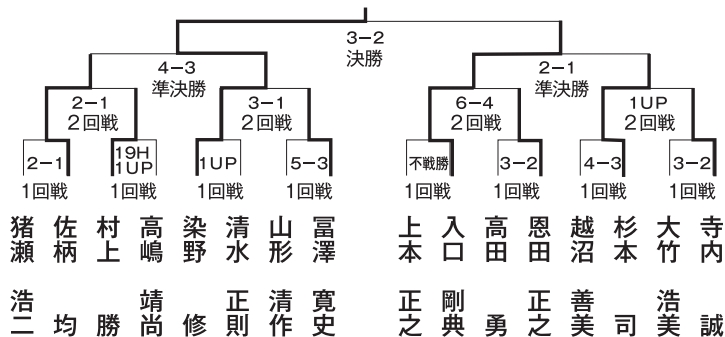 3−2
決勝
4−3
準決勝
2−1
準決勝
2−1
2回戦
3−1
2回戦
6−4
2回戦
1UP
2回戦
2−1
19H
1UP
1UP
5−3
不戦勝
3−2
4−3
3−2
1回戦
1回戦
1回戦
1回戦
1回戦
1回戦
1回戦
1回戦
猪瀬 浩二
佐柄 均
村上 勝
高嶋 靖尚
染野 修
清水 正則
山形 清作
冨澤 寛史
上本 正之
入口 剛典
高田 勇
恩田 正之
越沼 善美
杉本 司
大竹 浩美
寺内 誠